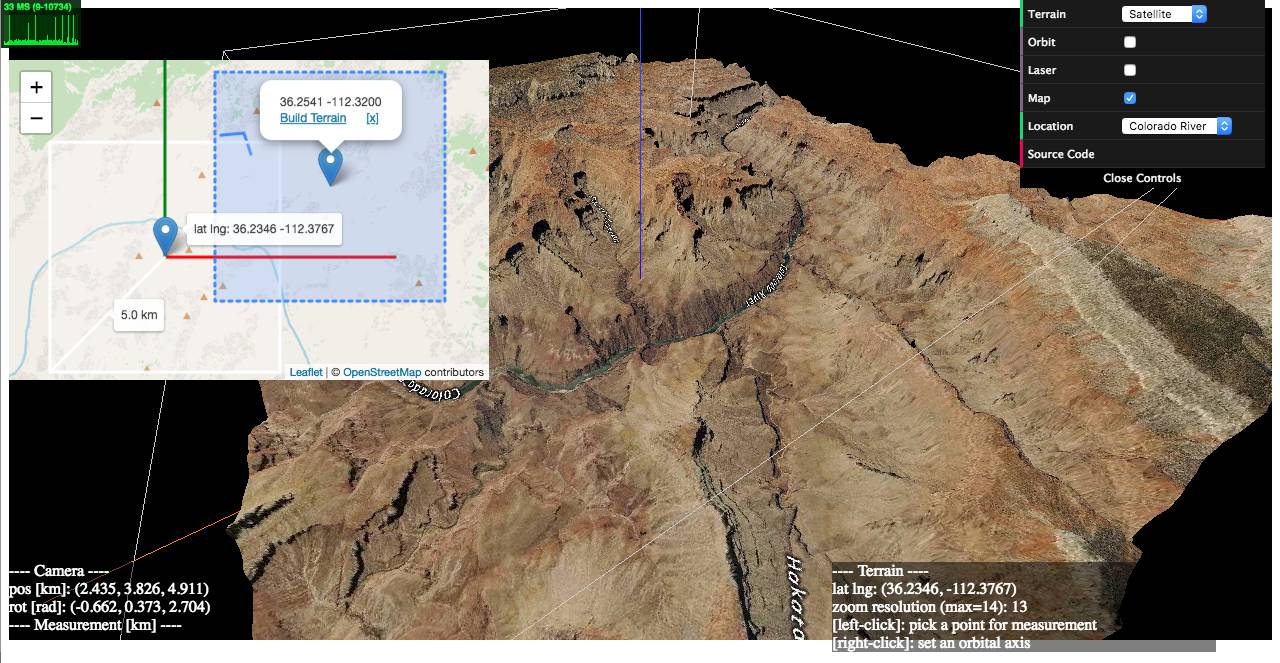 33 MS (9-10734)
+
−
36.2541 -112.3200
Build Terrain [x]
lat lng: 36.2346 -112.3767
5.0 km
Leaflet | © OpenStreetMap contributors
Terrain Satellite
Orbit
Laser
Map
Location Colorado River
Source Code
Close Controls
Colorado River
Hakata
---- Camera ----
pos [km]: (2.435, 3.826, 4.911)
rot [rad]: (-0.662, 0.373, 2.704)
---- Measurement [km] ----
---- Terrain ----
lat lng: (36.2346, -112.3767)
zoom resolution (max=14): 13
[left-click]: pick a point for measurement
[right-click]: set an orbital axis